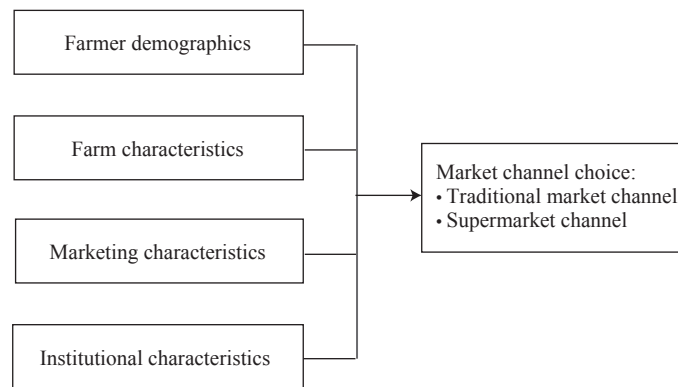 Farmer demographics
Farm characteristics
Marketing characteristics
Institutional characteristics
Market channel choice:
• Traditional market channel
• Supermarket channel